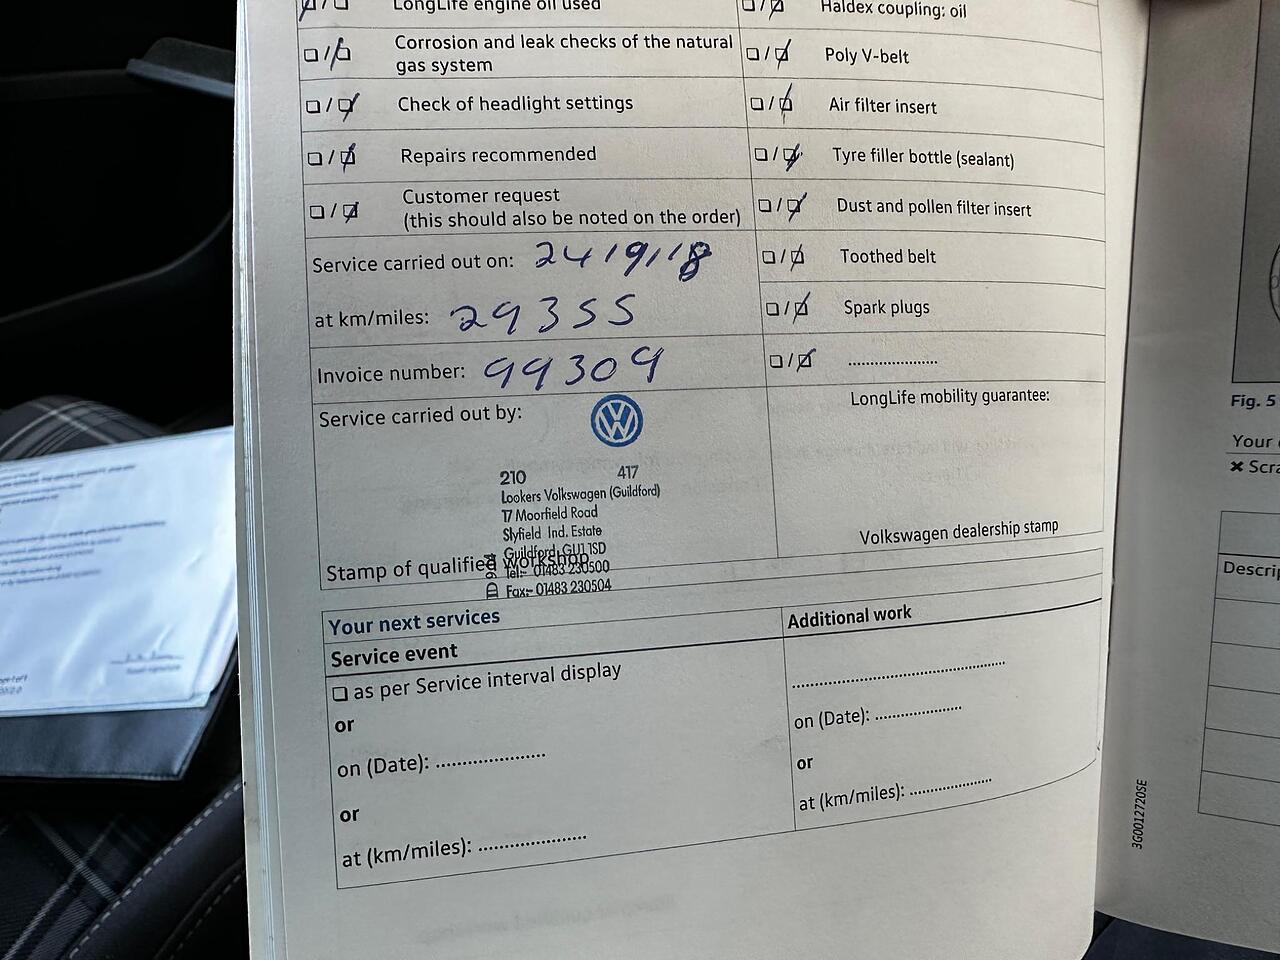 LongLife engine oil used
Haldex coupling: oil
Corrosion and leak checks of the natural
gas system
Poly V-belt
Check of headlight settings
Air filter insert
Repairs recommended
Tyre filler bottle (sealant)
Customer request
(this should also be noted on the order)
Dust and pollen filter insert
Service carried out on: 24/9/18
Toothed belt
at km/miles: 29355
Spark plugs
Invoice number: 99309
....................
Service carried out by:
LongLife mobility guarantee:
VW
210 417
Lookers Volkswagen (Guildford)
17 Moorfield Road
Slyfield Ind. Estate
Guildford, GU1 1SD
Tel:- 01483 230500
Fax:- 01483 230504
Stamp of qualified workshop
Volkswagen dealership stamp
Your next services
Service event
Additional work
as per Service interval display
or
on (Date): ....................
or
at (km/miles): ....................
on (Date): ....................
or
at (km/miles): ....................
3G0012720SE
Fig. 5
Your
Scra
Descrip